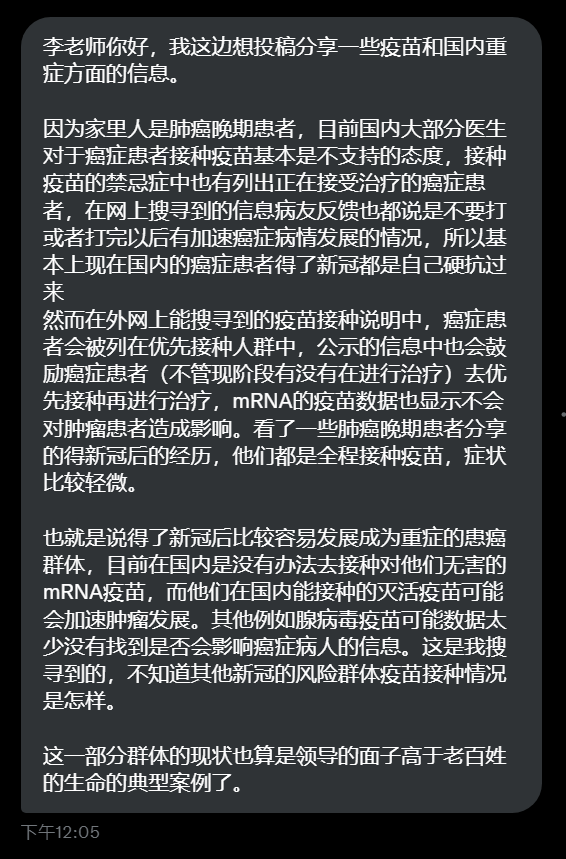 李老师你好，我这边想投稿分享一些疫苗和国内重
症方面的信息。
因为家里人是肺癌晚期患者，目前国内大部分医生
对于癌症患者接种疫苗基本是不支持的态度，接种
疫苗的禁忌症中也有列出正在接受治疗的癌症患
者，在网上搜寻到的信息病友反馈也都说是不要打
或者打完以后有加速癌症病情发展的情况，所以基
本上现在国内的癌症患者得了新冠都是自己硬抗过
来
然而在外网上能搜寻到的疫苗接种说明中，癌症患
者会被列在优先接种人群中，公示的信息中也会鼓
励癌症患者（不管现阶段有没有在进行治疗）去优
先接种再进行治疗，mRNA的疫苗数据也显示不会
对肿瘤患者造成影响。看了一些肺癌晚期患者分享
的得新冠后的经历，他们都是全程接种疫苗，症状
比较轻微。
也就是说得了新冠后比较容易发展成为重症的患癌
群体，目前在国内是没有办法去接种对他们无害的
mRNA疫苗，而他们在国内能接种的灭活疫苗可能
会加速肿瘤发展。其他例如腺病毒疫苗可能数据太
少没有找到是否会影响癌症病人的信息。这是我搜
寻到的，不知道其他新冠的风险群体疫苗接种情况
是怎样。
这一部分群体的现状也算是领导的面子高于老百姓
的生命的典型案例了。
下午12:05